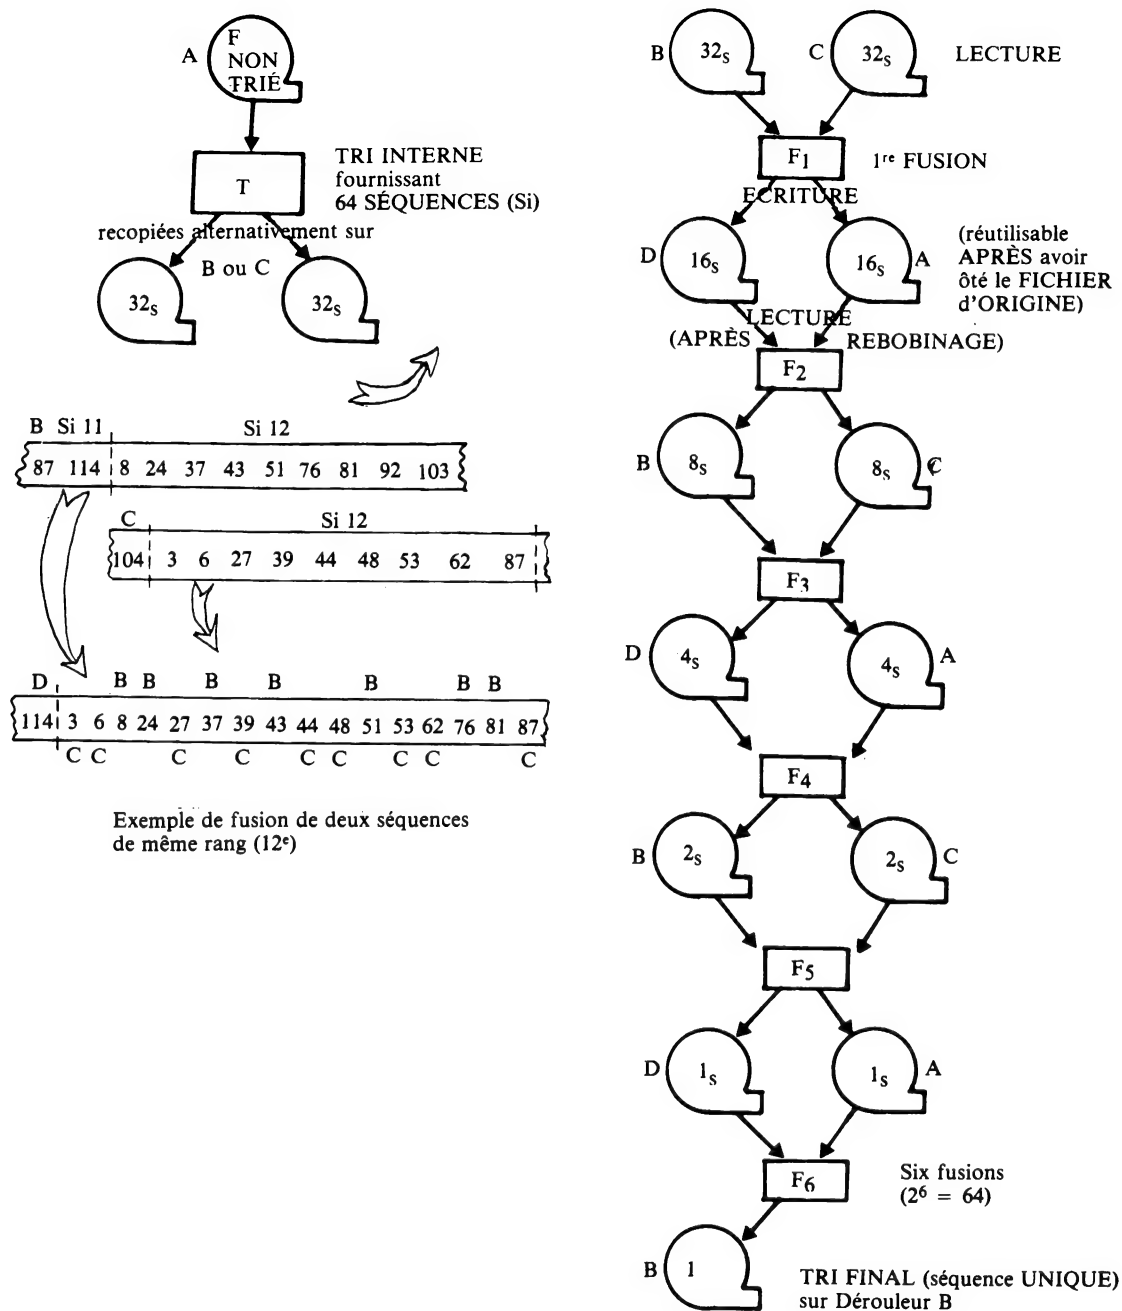 A
F
NON
TRIÉ
T
TRI INTERNE
fournissant
64 SÉQUENCES (Si)
recopiées alternativement sur
B ou C
32s
32s
B Si 11 Si 12
87 114 8 24 37 43 51 76 81 92 103
C Si 12
104 3 6 27 39 44 48 53 62 87
D B B B B B B B
114 3 6 8 24 27 37 39 43 44 48 51 53 62 76 81 87
C C C C C C C C C
Exemple de fusion de deux séquences
de même rang (12e)
B 32s C 32s LECTURE
F1 1re FUSION
ECRITURE
D 16s 16s A
(réutilisable
APRÈS avoir
ôté le FICHIER
d'ORIGINE)
LECTURE
(APRÈS REBOBINAGE)
F2
B 8s 8s C
F3
D 4s 4s A
F4
B 2s 2s C
F5
D 1s 1s A
F6
Six fusions
(2⁶ = 64)
B 1
TRI FINAL (séquence UNIQUE)
sur Dérouleur B